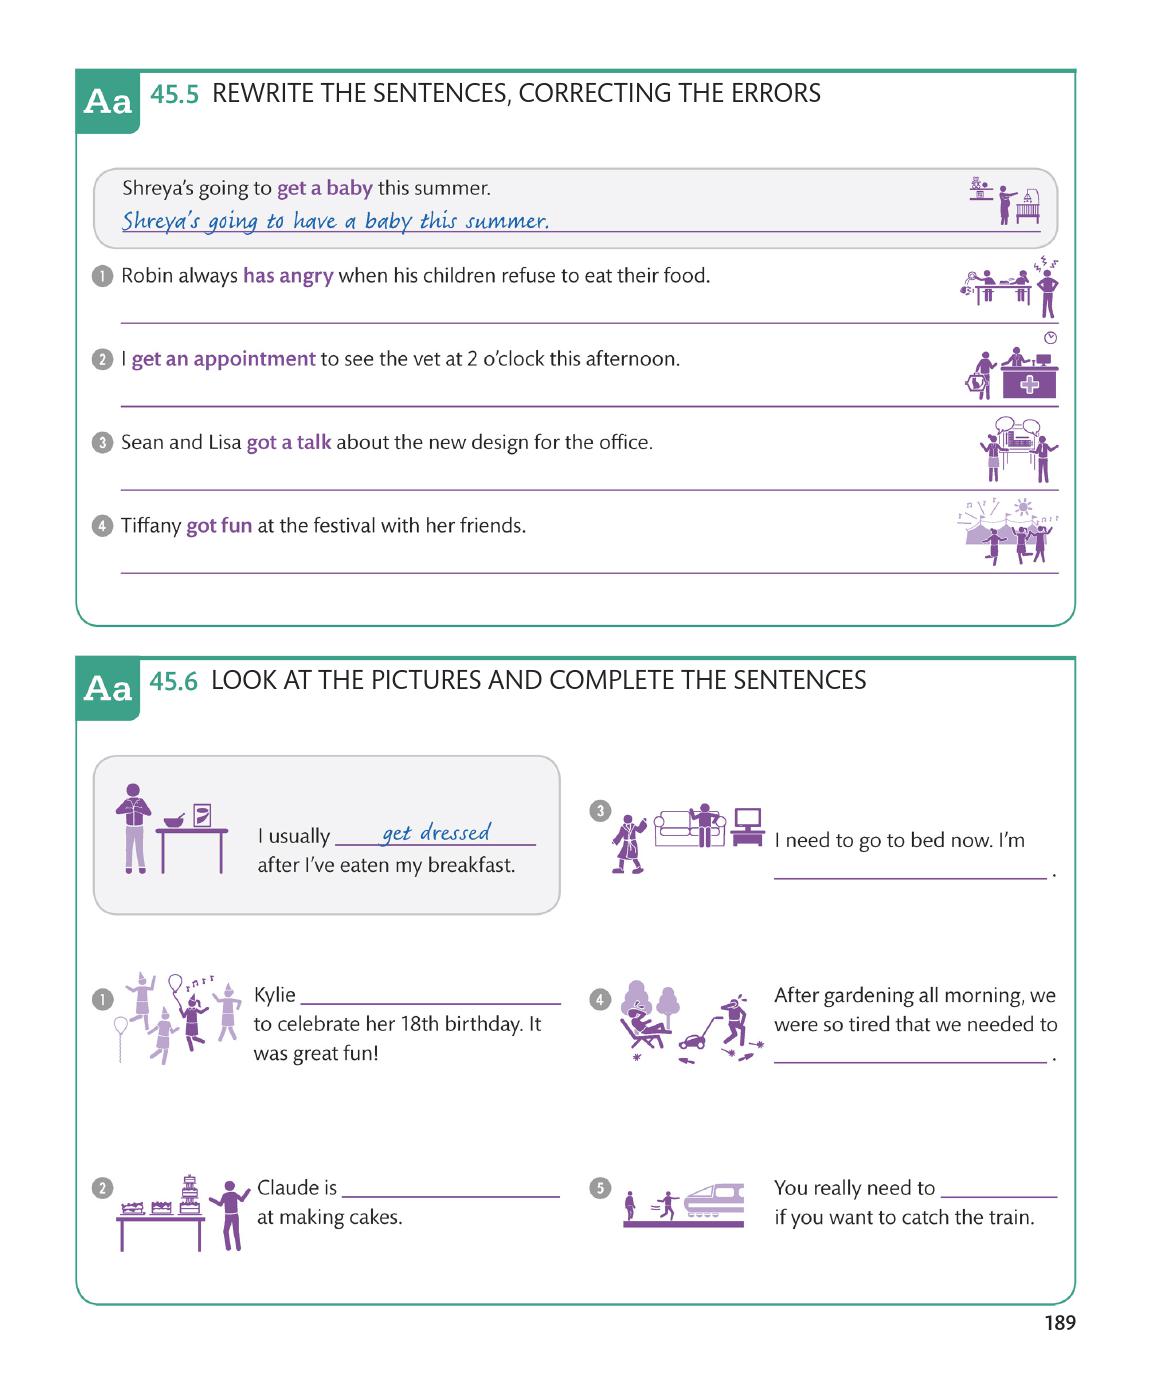 Aa 45.5 REWRITE THE SENTENCES, CORRECTING THE ERRORS
Shreya's going to get a baby this summer.
Shreya's going to have a baby this summer.
1 Robin always has angry when his children refuse to eat their food.
2 I get an appointment to see the vet at 2 o'clock this afternoon.
3 Sean and Lisa got a talk about the new design for the office.
4 Tiffany got fun at the festival with her friends.
Aa 45.6 LOOK AT THE PICTURES AND COMPLETE THE SENTENCES
I usually get dressed
after I've eaten my breakfast.
1 Kylie
to celebrate her 18th birthday. It
was great fun!
2 Claude is
at making cakes.
3 I need to go to bed now. I'm
.
4 After gardening all morning, we
were so tired that we needed to
.
5 You really need to
if you want to catch the train.
189